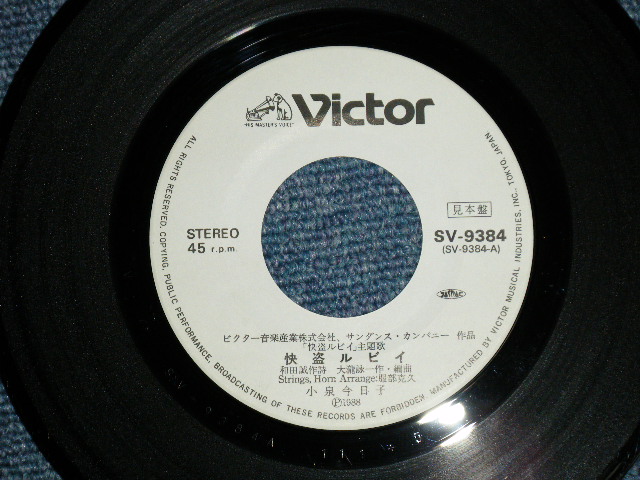 "HIS MASTER'S VOICE"
Victor
見本盤
STEREO
45 r.p.m.
SV-9384
(SV-9384-A)
JASRAC
ビクター音楽産業株式会社、サンダンス・カンパニー 作品
「快盗ルビイ」主題歌
快盗ルビイ
和田誠作詩 大瀧詠一作・編曲
Strings, Horn Arrange:服部克久
小泉今日子
Ⓟ1988
ALL RIGHTS RESERVED. COPYING, PUBLIC PERFORMANCE, BROADCASTING OF THESE RECORDS ARE FORBIDDEN. MANUFACTURED BY VICTOR MUSICAL INDUSTRIES, INC., TOKYO, JAPAN